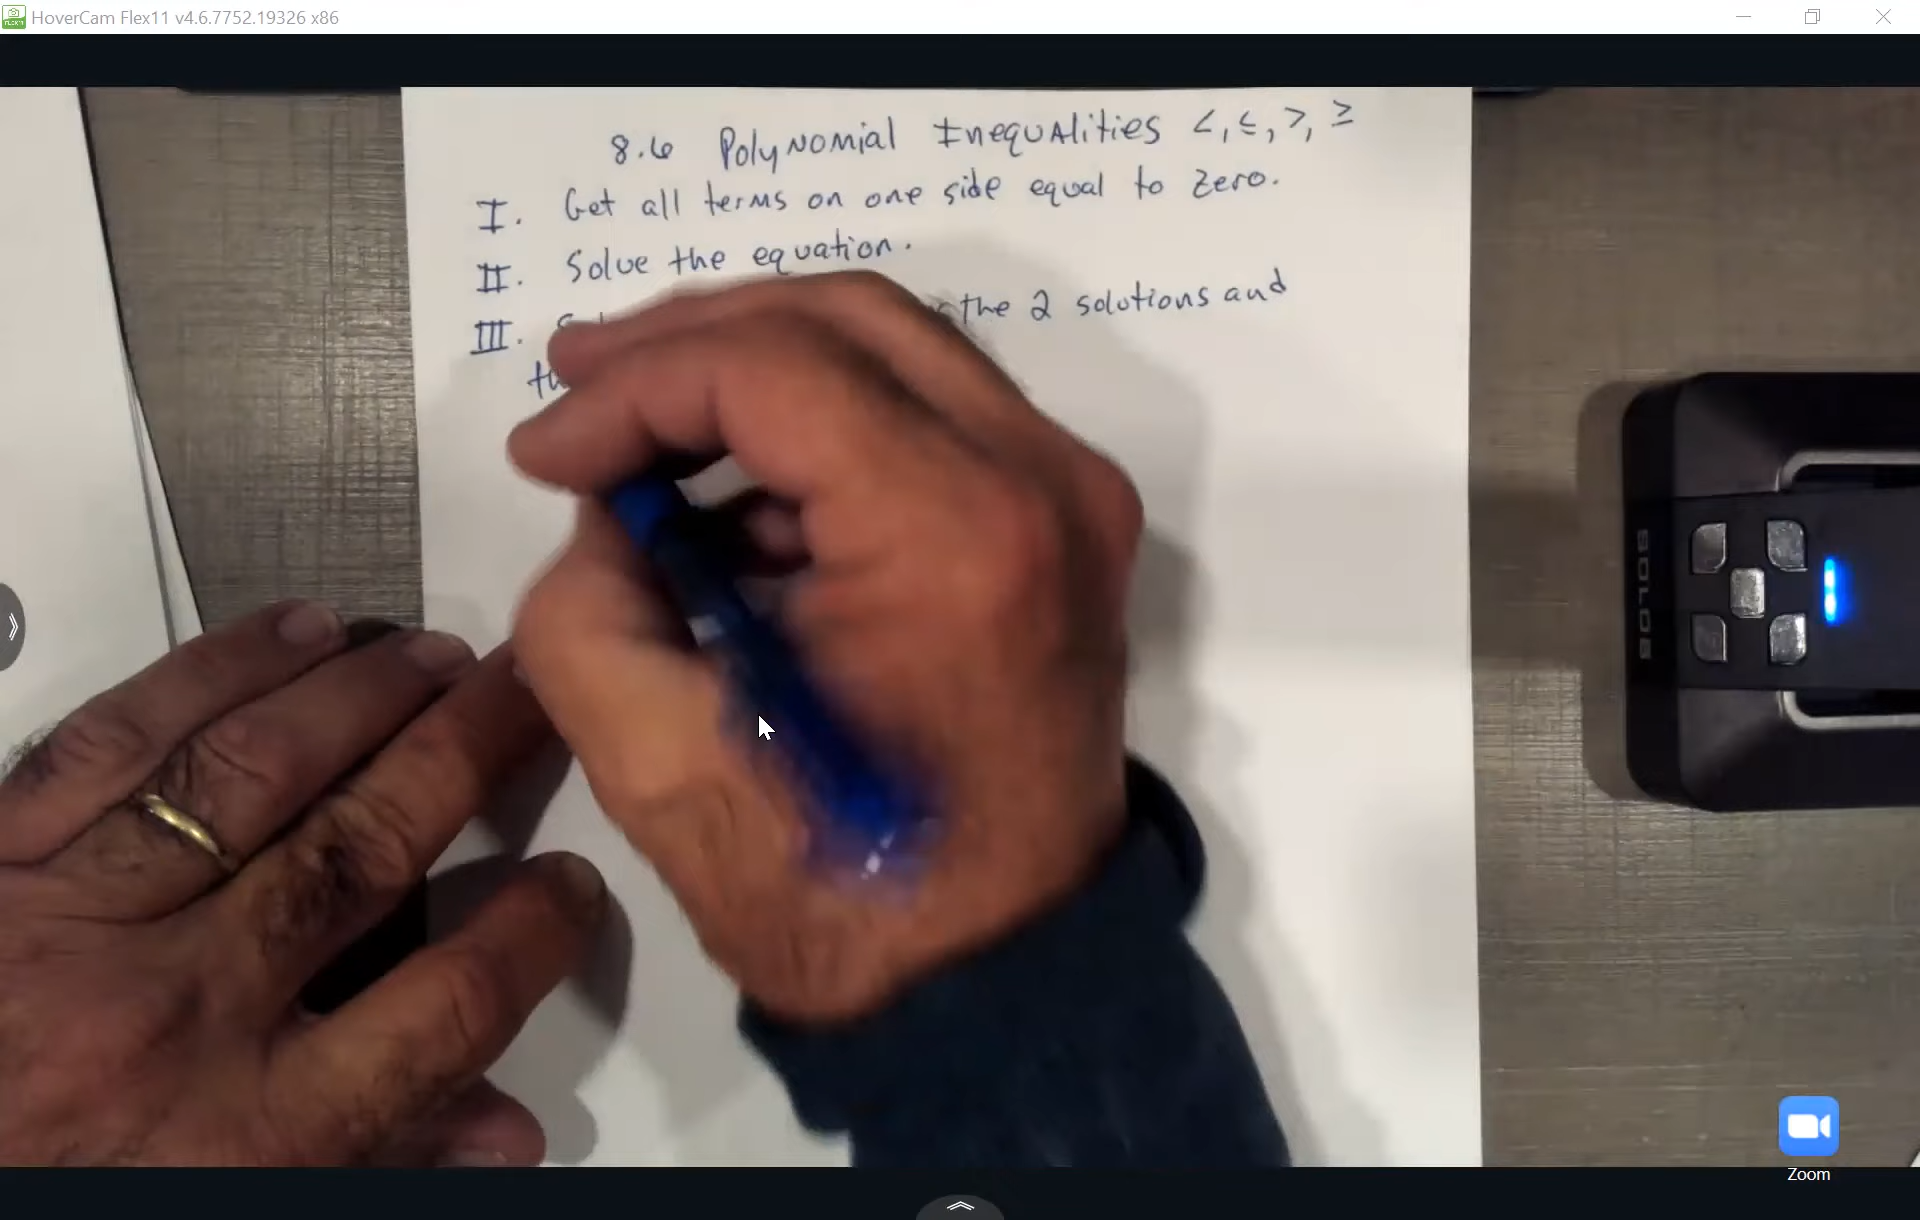 HoverCam Flex11 v4.6.7752.19326 x86
8.6 Polynomial Inequalities <, ≤, >, ≥
I. Get all terms on one side equal to zero.
II. Solve the equation.
III. the 2 solutions and
SOLO8
Zoom